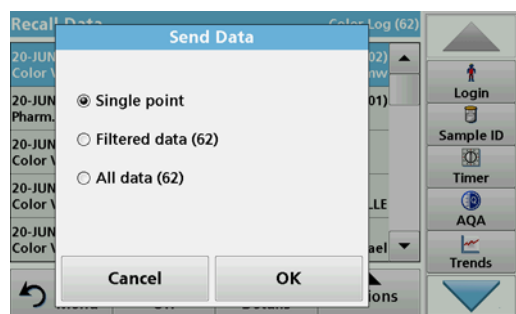 Recall Data
Color Log (62)
Send Data
20-JUN
02)
Color V
nw
Login
20-JUN
01)
Pharm.
Single point
Sample ID
20-JUN
Color V
Filtered data (62)
Timer
20-JUN
Color V
LLE
All data (62)
AQA
20-JUN
Color V
ael
Trends
Cancel
OK
Menu
ions